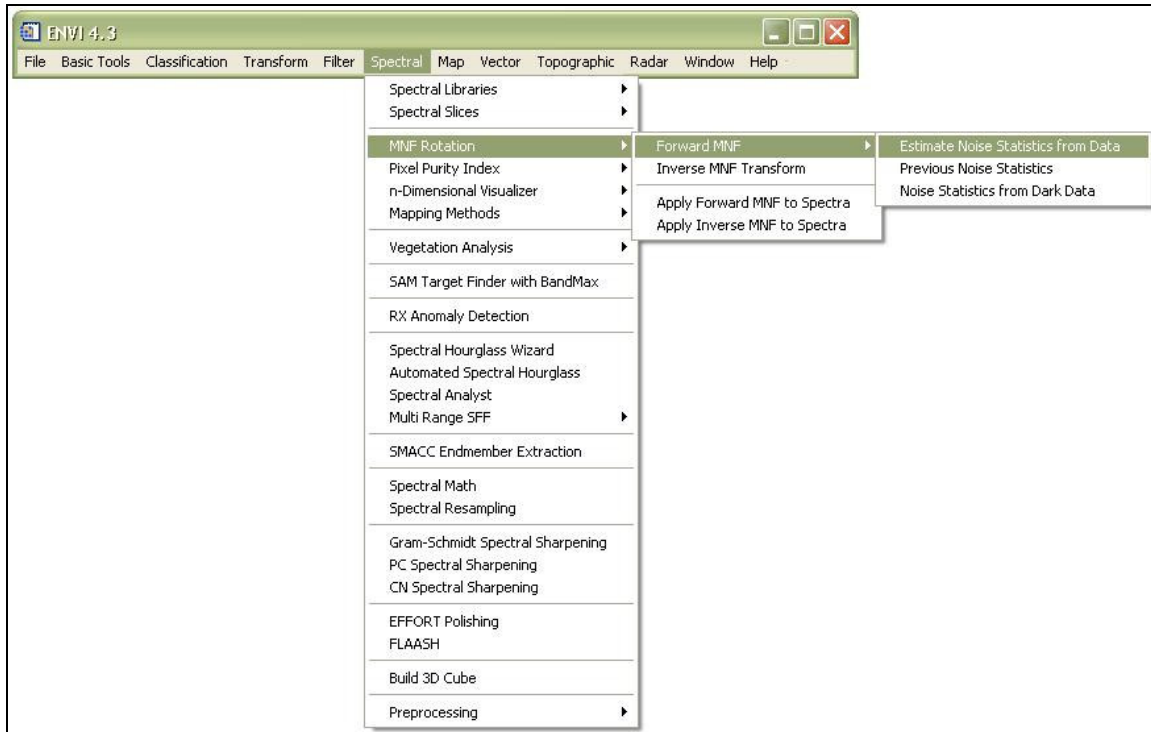 ENVI 4.3
File Basic Tools Classification Transform Filter Spectral Map Vector Topographic Radar Window Help
Spectral Libraries
Spectral Slices
MNF Rotation
Pixel Purity Index
n-Dimensional Visualizer
Mapping Methods
Vegetation Analysis
SAM Target Finder with BandMax
RX Anomaly Detection
Spectral Hourglass Wizard
Automated Spectral Hourglass
Spectral Analyst
Multi Range SFF
SMACC Endmember Extraction
Spectral Math
Spectral Resampling
Gram-Schmidt Spectral Sharpening
PC Spectral Sharpening
CN Spectral Sharpening
EFFORT Polishing
FLAASH
Build 3D Cube
Preprocessing
Forward MNF
Inverse MNF Transform
Apply Forward MNF to Spectra
Apply Inverse MNF to Spectra
Estimate Noise Statistics from Data
Previous Noise Statistics
Noise Statistics from Dark Data